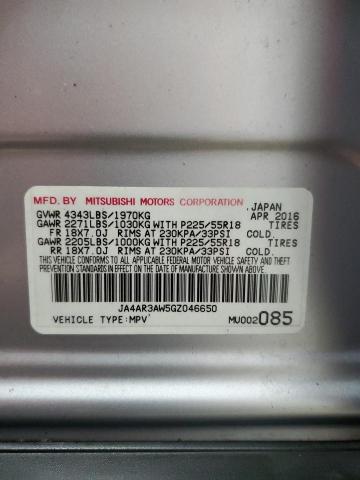 MFD. BY MITSUBISHI MOTORS CORPORATION ,JAPAN
GVWR 4343LBS/1970KG APR 2016
GAWR 2271LBS/1030KG WITH P225/55R18 TIRES
FR 18X7.0J RIMS AT 230KPA/33PSI COLD
GAWR 2205LBS/1000KG WITH P225/55R18 TIRES
RR 18X7.0J RIMS AT 230KPA/33PSI COLD
THIS VEHICLE CONFORMS TO ALL APPLICABLE FEDERAL MOTOR VEHICLE
SAFETY AND THEFT PREVENTION STANDARDS IN EFFECT ON THE DATE OF
MANUFACTURE SHOWN ABOVE.
JA4AR3AW5GZ046650
VEHICLE TYPE:MPV MU002085